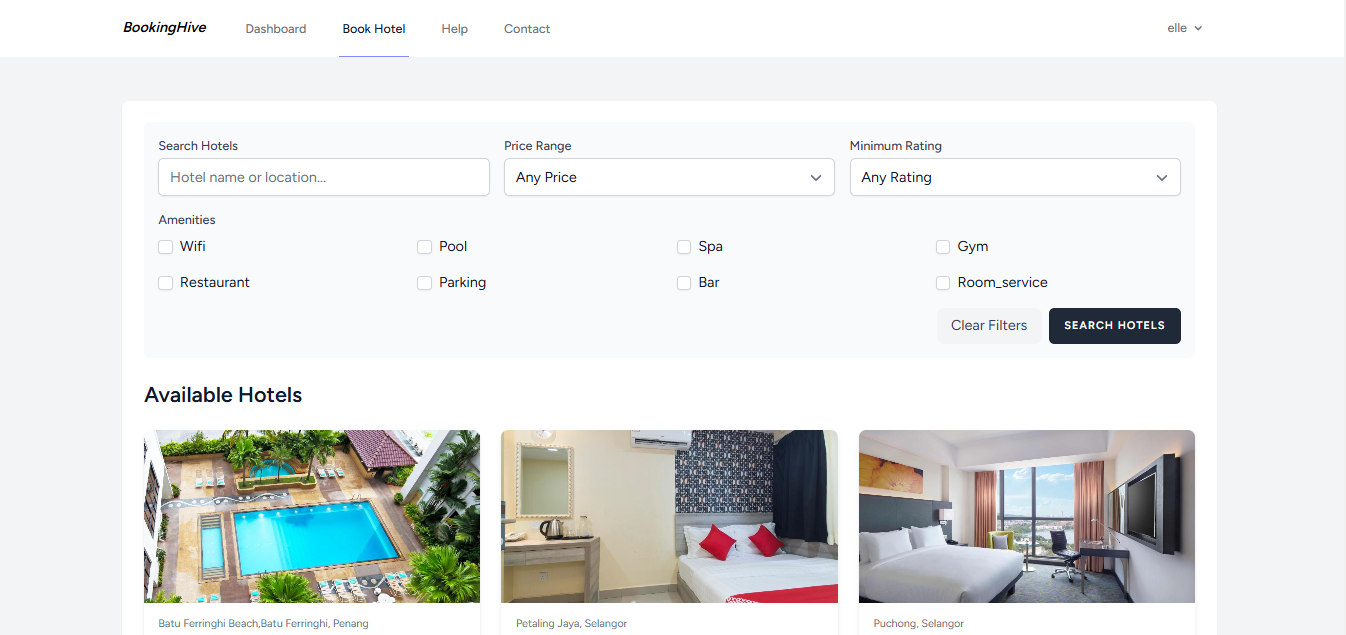 BookingHive Dashboard Book Hotel Help Contact elle
Search Hotels Price Range Minimum Rating
Hotel name or location... Any Price Any Rating
Amenities
Wifi Pool Spa Gym
Restaurant Parking Bar Room_service
Clear Filters SEARCH HOTELS
Available Hotels
Batu Ferringhi Beach,Batu Ferringhi, Penang Petaling Jaya, Selangor Puchong, Selangor